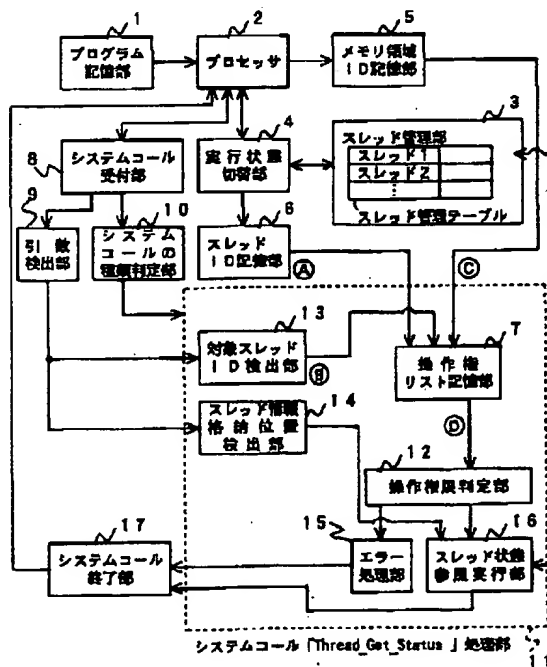 1
プログラム
記憶部
2
プロセッサ
5
メモリ領域
ID記憶部
3
スレッド管理部
スレッド1
スレッド2
スレッド管理テーブル
4
実行状態
切替部
8
システムコール
受付部
9
引数
検出部
10
システム
コールの
種類判定部
6
スレッド
ID記憶部
A
C
13
対象スレッド
ID検出部
B
7
操作権
リスト記憶部
14
スレッド情報
格納位置
検出部
D
12
操作権限判定部
17
システムコール
終了部
15
エラー
処理部
16
スレッド状態
参照実行部
システムコール「Thread_Get_Status」処理部
11